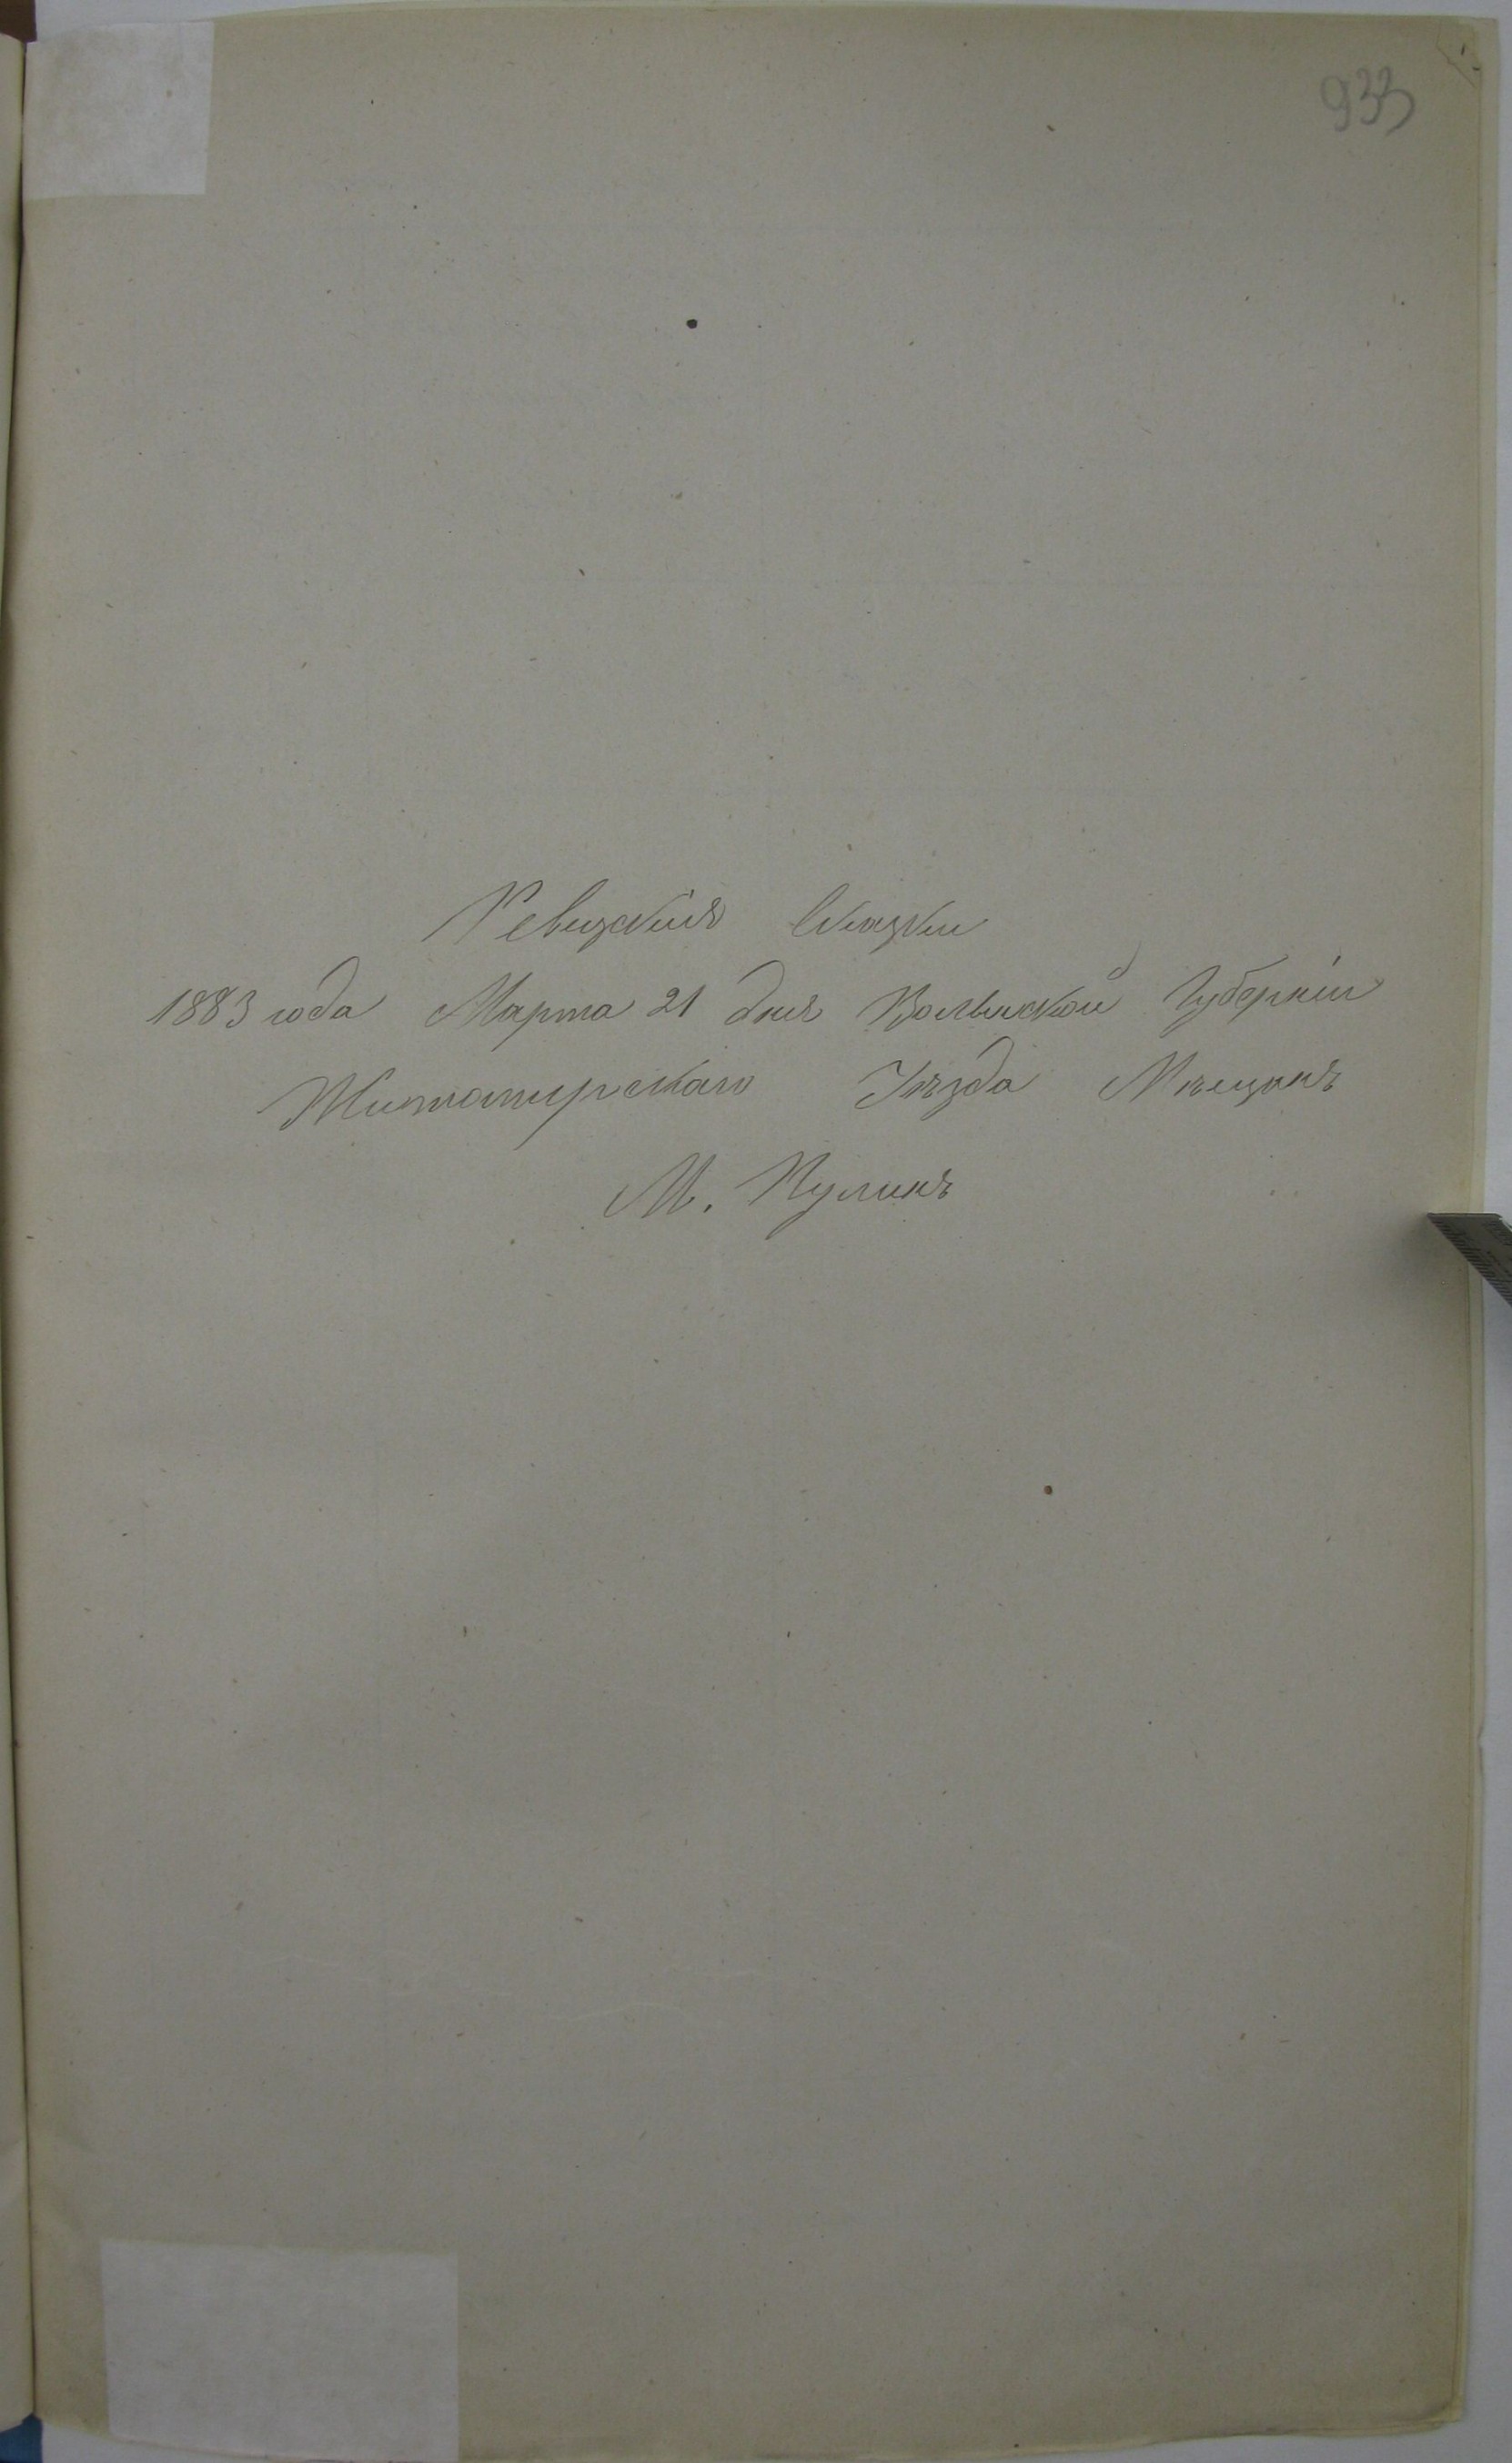 933
Ревизскія Сказки
1883 года Марта 21 дня Волынской Губерніи
Житомирскаго Уѣзда Мѣщанъ
М. Пулинъ